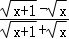 √x+1 − √x
√x+1 + √x